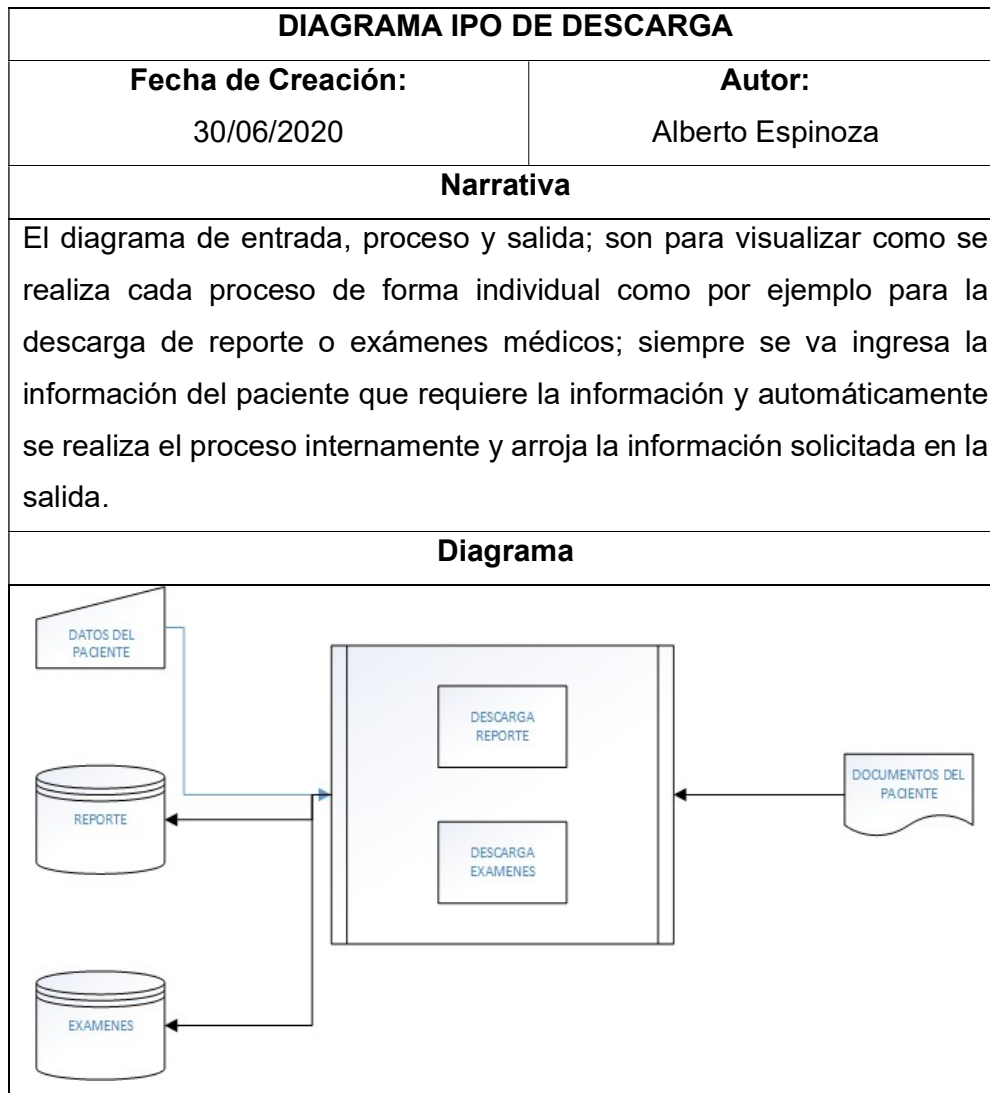 DIAGRAMA IPO DE DESCARGA
Fecha de Creación:
30/06/2020
Autor:
Alberto Espinoza
Narrativa
El diagrama de entrada, proceso y salida; son para visualizar como se
realiza cada proceso de forma individual como por ejemplo para la
descarga de reporte o exámenes médicos; siempre se va ingresa la
información del paciente que requiere la información y automáticamente
se realiza el proceso internamente y arroja la información solicitada en la
salida.
Diagrama
DATOS DEL
PACIENTE
DESCARGA
REPORTE
REPORTE
DOCUMENTOS DEL
PACIENTE
DESCARGA
EXAMENES
EXAMENES